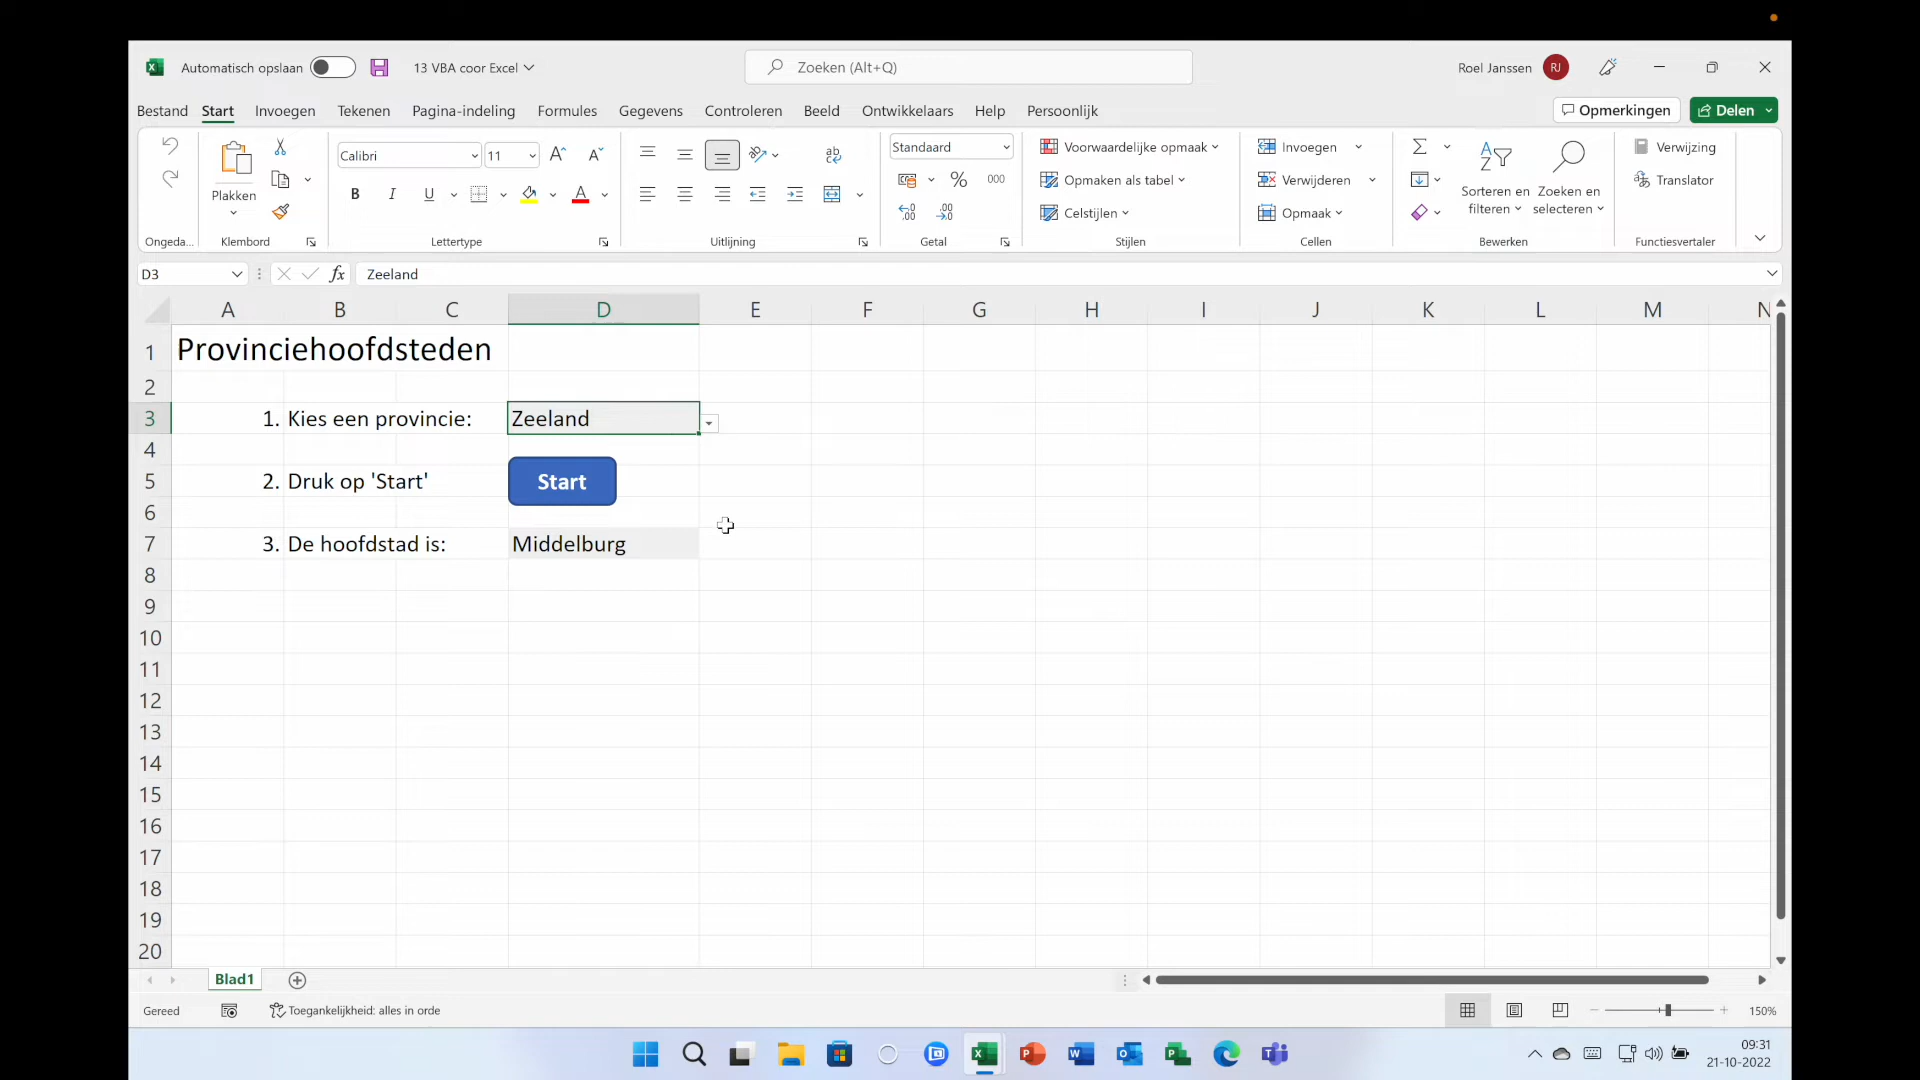 Automatisch opslaan
13 VBA coor Excel
Zoeken (Alt+Q)
Roel Janssen RJ
Bestand Start Invoegen Tekenen Pagina-indeling Formules Gegevens Controleren Beeld Ontwikkelaars Help Persoonlijk
Opmerkingen Delen
Plakken
Calibri 11
B I U A
ab
Standaard
% 000
Voorwaardelijke opmaak
Opmaken als tabel
Celstijlen
Invoegen
Verwijderen
Opmaak
Sorteren en filteren
Zoeken en selecteren
Verwijzing
Translator
Ongeda... Klembord Lettertype Uitlijning Getal Stijlen Cellen Bewerken Functiesvertaler
D3 fx Zeeland
A B C D E F G H I J K L M N
1 Provinciehoofdsteden
2
3 1. Kies een provincie: Zeeland
4
5 2. Druk op 'Start' Start
6
7 3. De hoofdstad is: Middelburg
8
9
10
11
12
13
14
15
16
17
18
19
20
Blad1
Gereed Toegankelijkheid: alles in orde 150%
09:31
21-10-2022